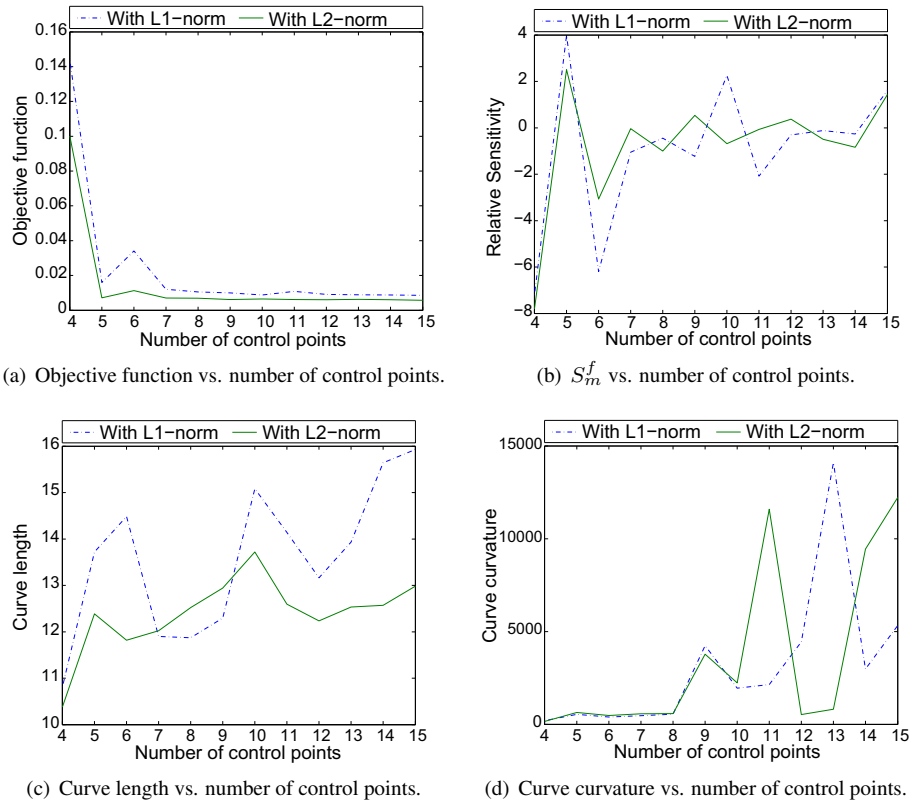 With L1−norm With L2−norm
0.16
0.14
0.12
0.1
0.08
0.06
0.04
0.02
0
Objective function
4 5 6 7 8 9 10 11 12 13 14 15
Number of control points
(a) Objective function vs. number of control points.
With L1−norm With L2−norm
4
2
0
−2
−4
−6
−8
Relative Sensitivity
4 5 6 7 8 9 10 11 12 13 14 15
Number of control points
(b) S_m^f vs. number of control points.
With L1−norm With L2−norm
16
15
14
13
12
11
10
Curve length
4 5 6 7 8 9 10 11 12 13 14 15
Number of control points
(c) Curve length vs. number of control points.
With L1−norm With L2−norm
15000
10000
5000
0
Curve curvature
4 5 6 7 8 9 10 11 12 13 14 15
Number of control points
(d) Curve curvature vs. number of control points.